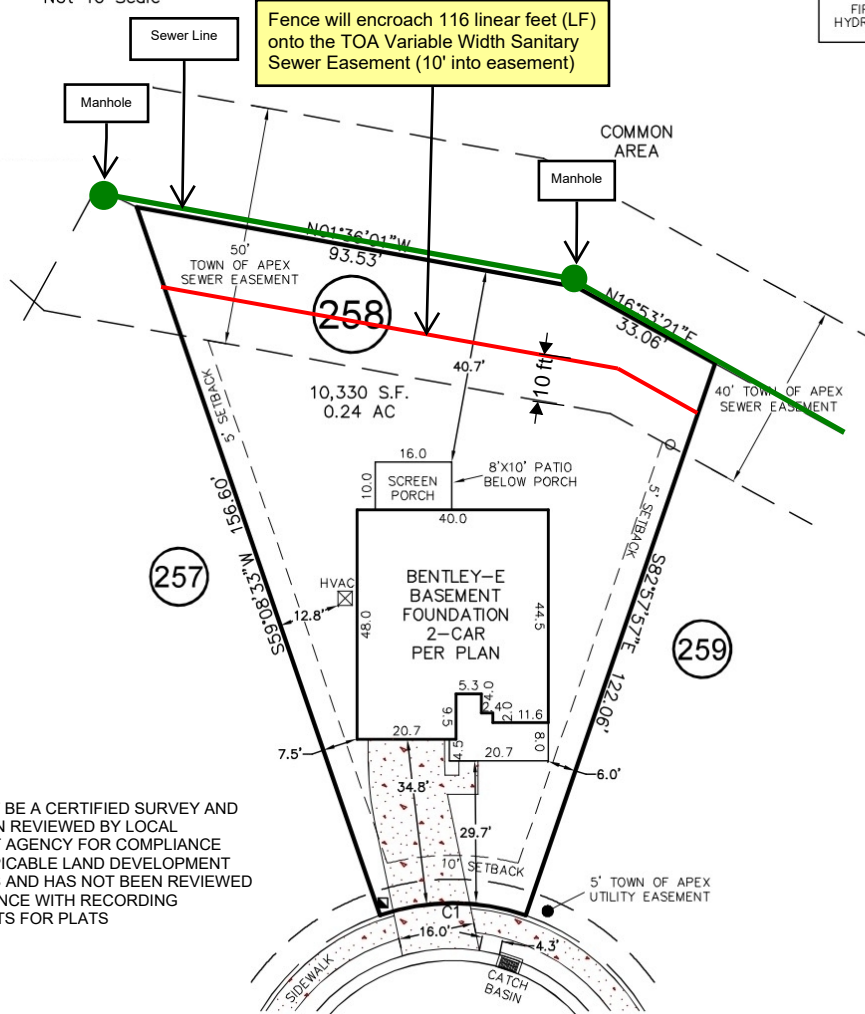 Not To Scale
Sewer Line
Fence will encroach 116 linear feet (LF)
onto the TOA Variable Width Sanitary
Sewer Easement (10' into easement)
FIR
HYDR
Manhole
COMMON
AREA
Manhole
N01°36'01"W
93.53'
50'
TOWN OF APEX
SEWER EASEMENT
258
N16°53'21"E
33.06'
40.7'
10 ft
40' TOWN OF APEX
SEWER EASEMENT
10,330 S.F.
0.24 AC
5' SETBACK
16.0
10.0
SCREEN
PORCH
8'X10' PATIO
BELOW PORCH
40.0
5' SETBACK
S59°08'33"W 156.60'
257
HVAC
12.8'
48.0
BENTLEY-E
BASEMENT
FOUNDATION
2-CAR
PER PLAN
44.5
S82°57'57"E 122.06'
259
5.3
4.0
2.4
2.0
11.6
9.5
20.7
4.5
20.7
8.0
7.5'
6.0'
34.8'
29.7'
BE A CERTIFIED SURVEY AND
N REVIEWED BY LOCAL
T AGENCY FOR COMPLIANCE
PICABLE LAND DEVELOPMENT
S AND HAS NOT BEEN REVIEWED
NCE WITH RECORDING
TS FOR PLATS
10' SETBACK
5' TOWN OF APEX
UTILITY EASEMENT
C1
16.0'
4.3'
SIDEWALK
CATCH
BASIN